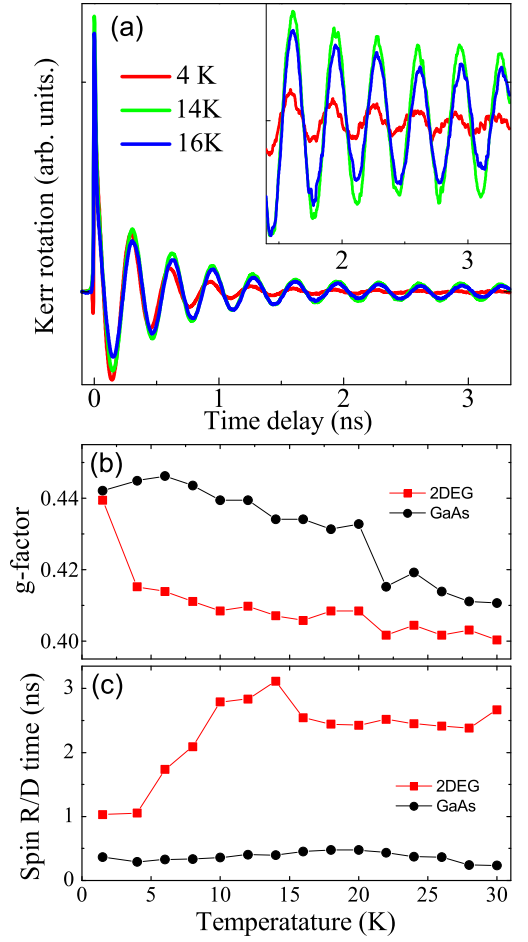 (a)
4 K
14K
16K
Kerr rotation (arb. units.)
2
3
0
1
2
3
Time delay (ns)
(b)
0.44
0.42
0.40
g-factor
2DEG
GaAs
(c)
3
2
1
0
Spin R/D time (ns)
2DEG
GaAs
0
5
10
15
20
25
30
Temperatature (K)